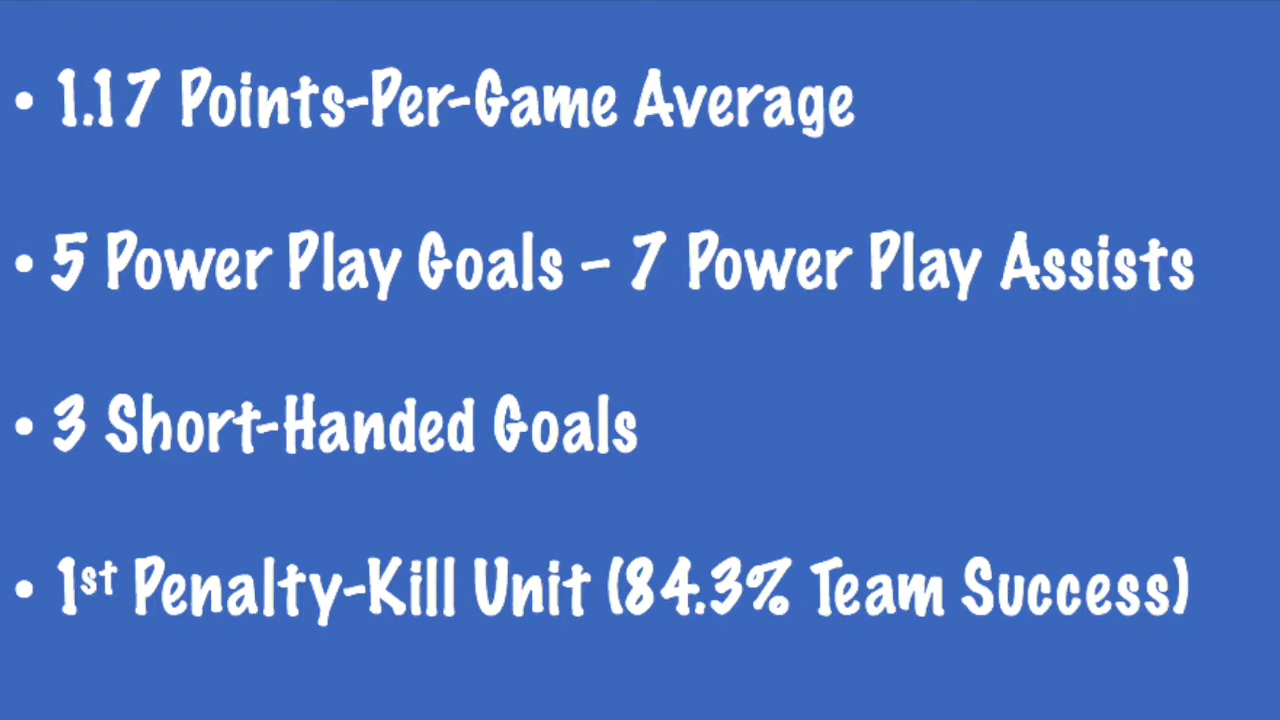 • 1.17 Points-Per-Game Average
• 5 Power Play Goals – 7 Power Play Assists
• 3 Short-Handed Goals
• 1st Penalty-Kill Unit (84.3% Team Success)